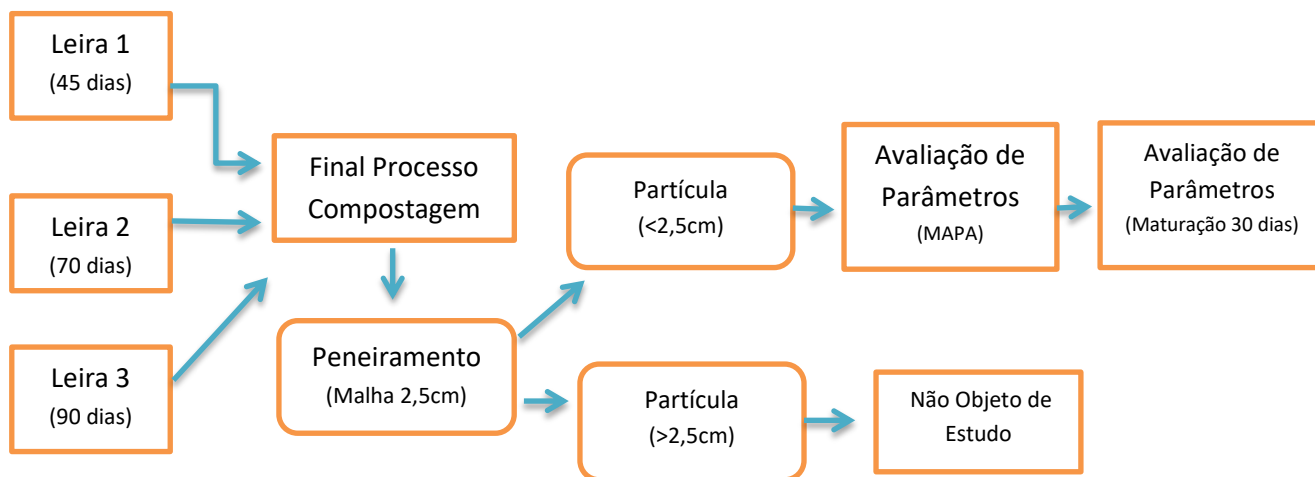 Leira 1
(45 dias)
Leira 2
(70 dias)
Leira 3
(90 dias)
Final Processo
Compostagem
Peneiramento
(Malha 2,5cm)
Partícula
(<2,5cm)
Avaliação de
Parâmetros
(MAPA)
Avaliação de
Parâmetros
(Maturação 30 dias)
Partícula
(>2,5cm)
Não Objeto de
Estudo